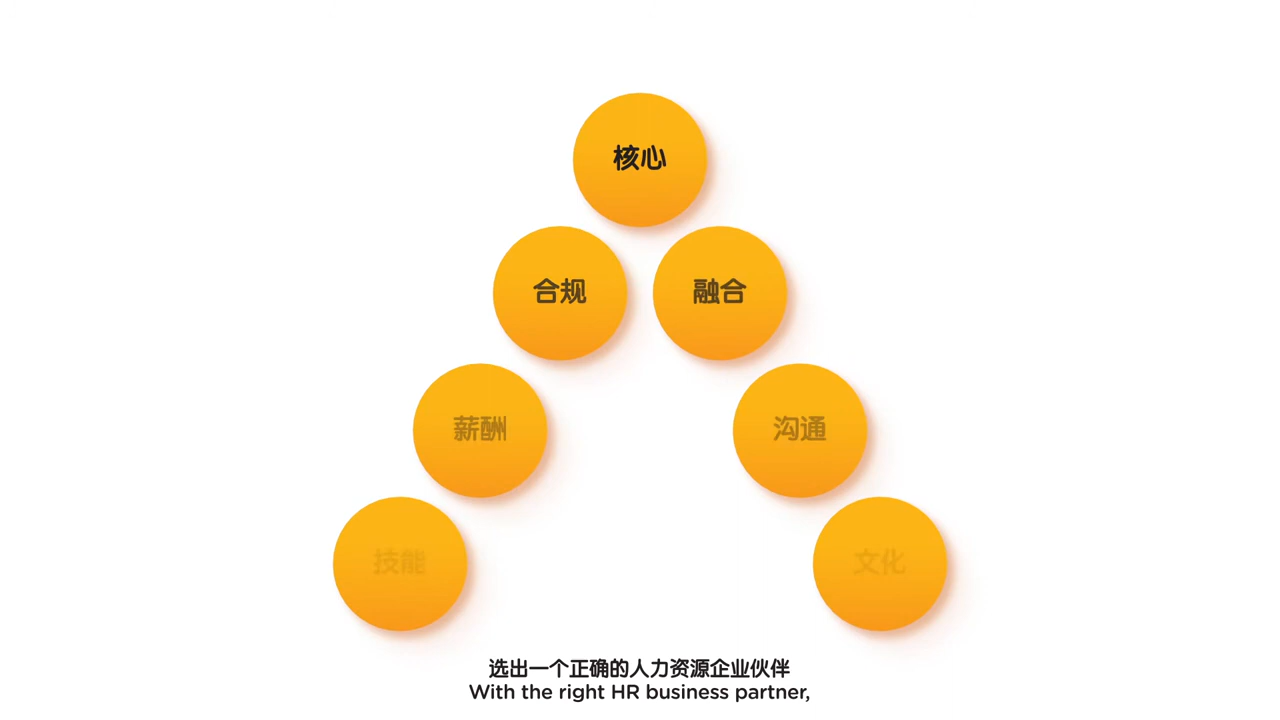 核心
合规
融合
薪酬
沟通
技能
文化
选出一个正确的人力资源企业伙伴
With the right HR business partner,